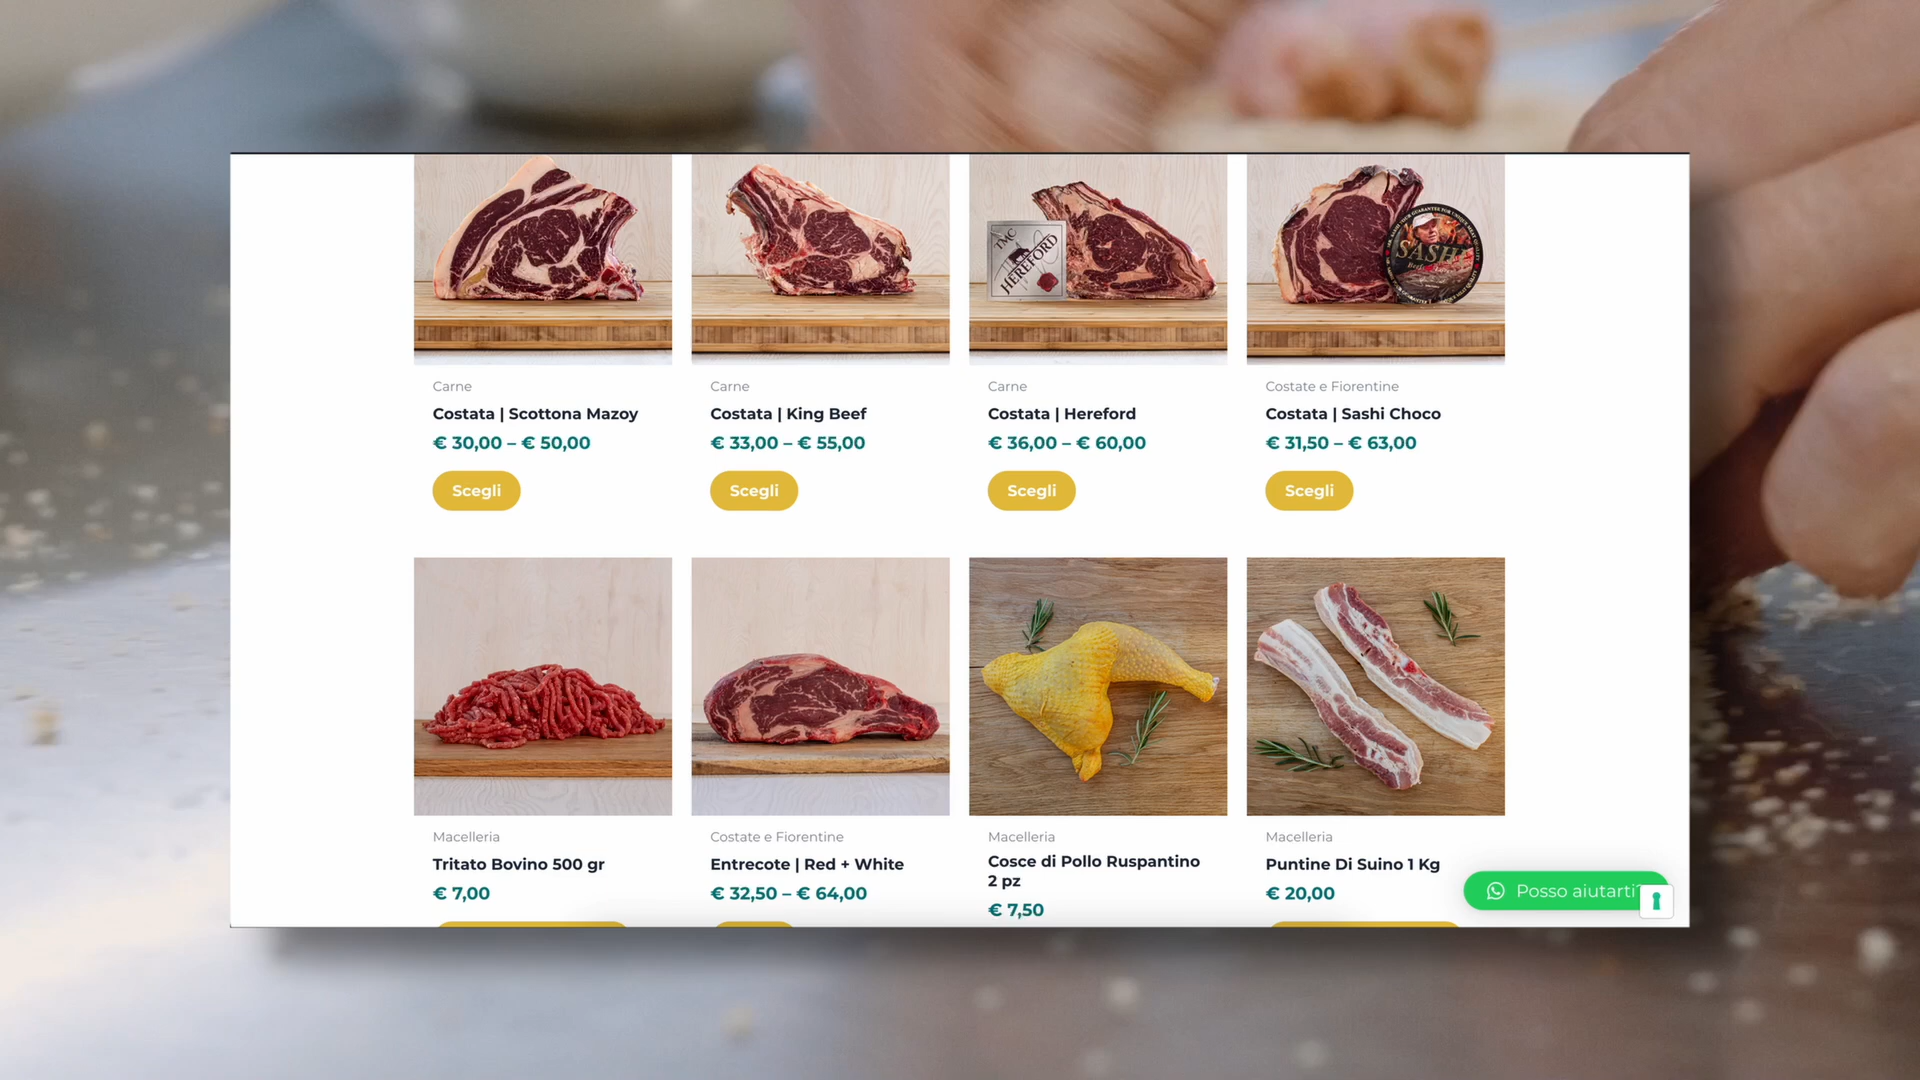 TMC
HEREFORD
SASHI
Carne
Carne
Carne
Costate e Fiorentine
Costata | Scottona Mazoy
Costata | King Beef
Costata | Hereford
Costata | Sashi Choco
€ 30,00 – € 50,00
€ 33,00 – € 55,00
€ 36,00 – € 60,00
€ 31,50 – € 63,00
Scegli
Scegli
Scegli
Scegli
Macelleria
Costate e Fiorentine
Macelleria
Macelleria
Tritato Bovino 500 gr
Entrecote | Red + White
Cosce di Pollo Ruspantino
2 pz
Puntine Di Suino 1 Kg
€ 7,00
€ 32,50 – € 64,00
€ 7,50
€ 20,00
Posso aiutarti?